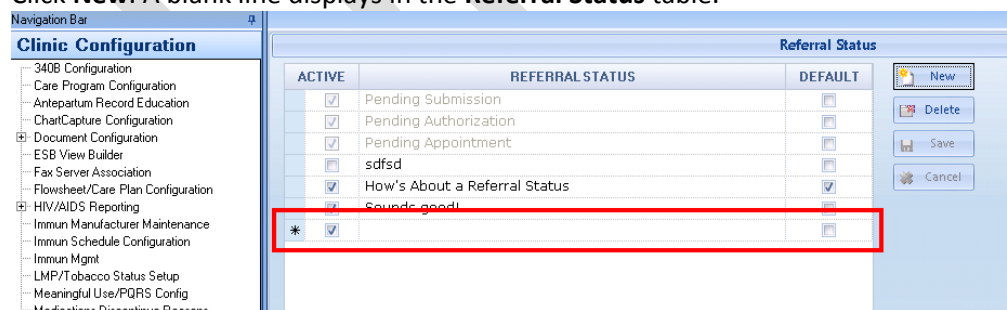 Click New. A blank line displays in the Referral Status table.
Navigation Bar
Clinic Configuration
340B Configuration
Care Program Configuration
Antepartum Record Education
ChartCapture Configuration
Document Configuration
ESB View Builder
Fax Server Association
Flowsheet/Care Plan Configuration
HIV/AIDS Reporting
Immun Manufacturer Maintenance
Immun Schedule Configuration
Immun Mgmt
LMP/Tobacco Status Setup
Meaningful Use/PQRS Config
Medications Discontinue Reasons
Referral Status
ACTIVE REFERRAL STATUS DEFAULT
Pending Submission
Pending Authorization
Pending Appointment
sdfsd
How's About a Referral Status
Sounds good!
*
New
Delete
Save
Cancel